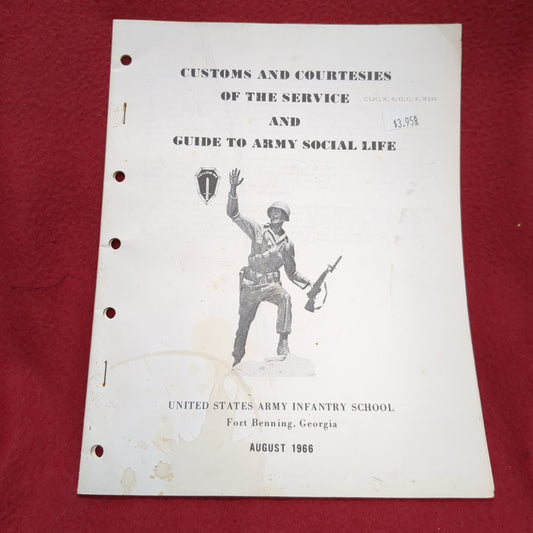 CUSTOMS AND COURTESIES
OF THE SERVICE
AND
$3.95
GUIDE TO ARMY SOCIAL LIFE
UNITED STATES ARMY INFANTRY SCHOOL
Fort Benning, Georgia
AUGUST 1966